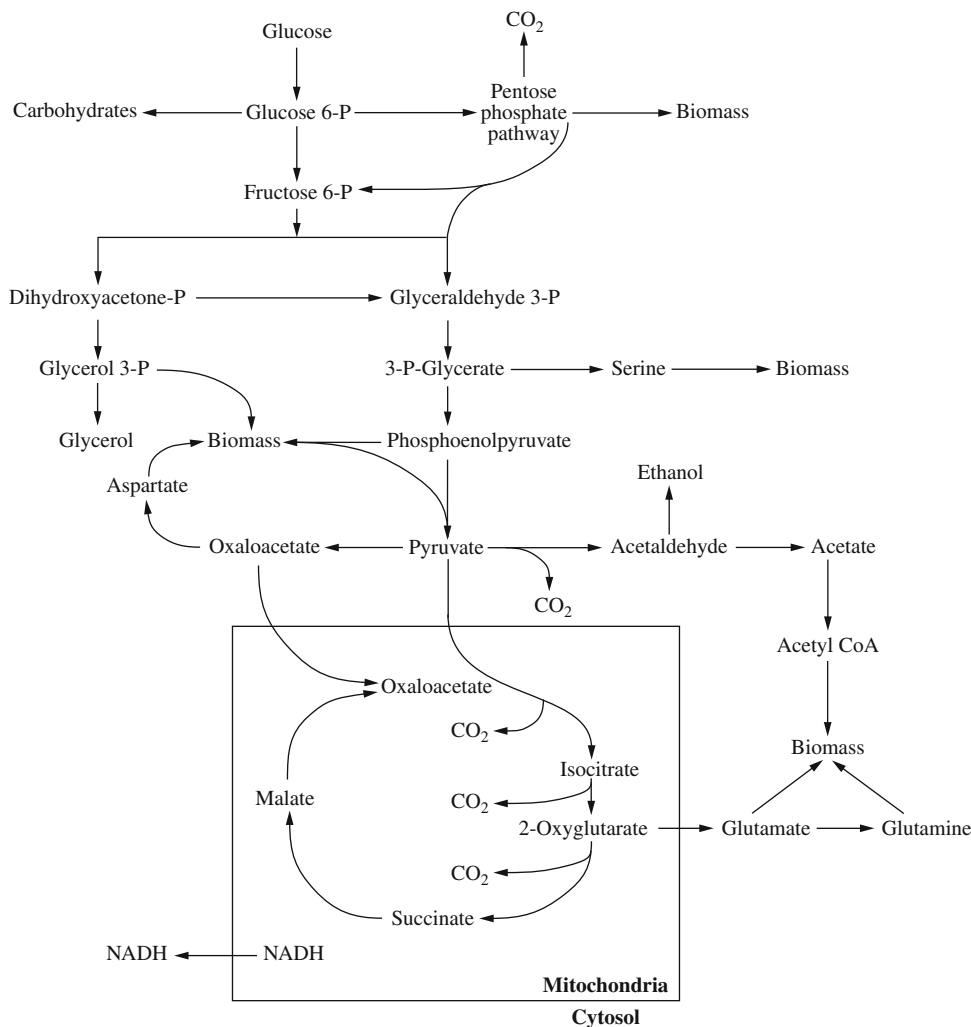 Glucose
CO₂
Carbohydrates
Glucose 6-P
Pentose
phosphate
pathway
Biomass
Fructose 6-P
Dihydroxyacetone-P
Glyceraldehyde 3-P
Glycerol 3-P
3-P-Glycerate
Serine
Biomass
Glycerol
Biomass
Phosphoenolpyruvate
Ethanol
Aspartate
Oxaloacetate
Pyruvate
Acetaldehyde
Acetate
CO₂
Acetyl CoA
Oxaloacetate
CO₂
Isocitrate
Biomass
Malate
CO₂
2-Oxyglutarate
Glutamate
Glutamine
CO₂
Succinate
NADH
NADH
Mitochondria
Cytosol